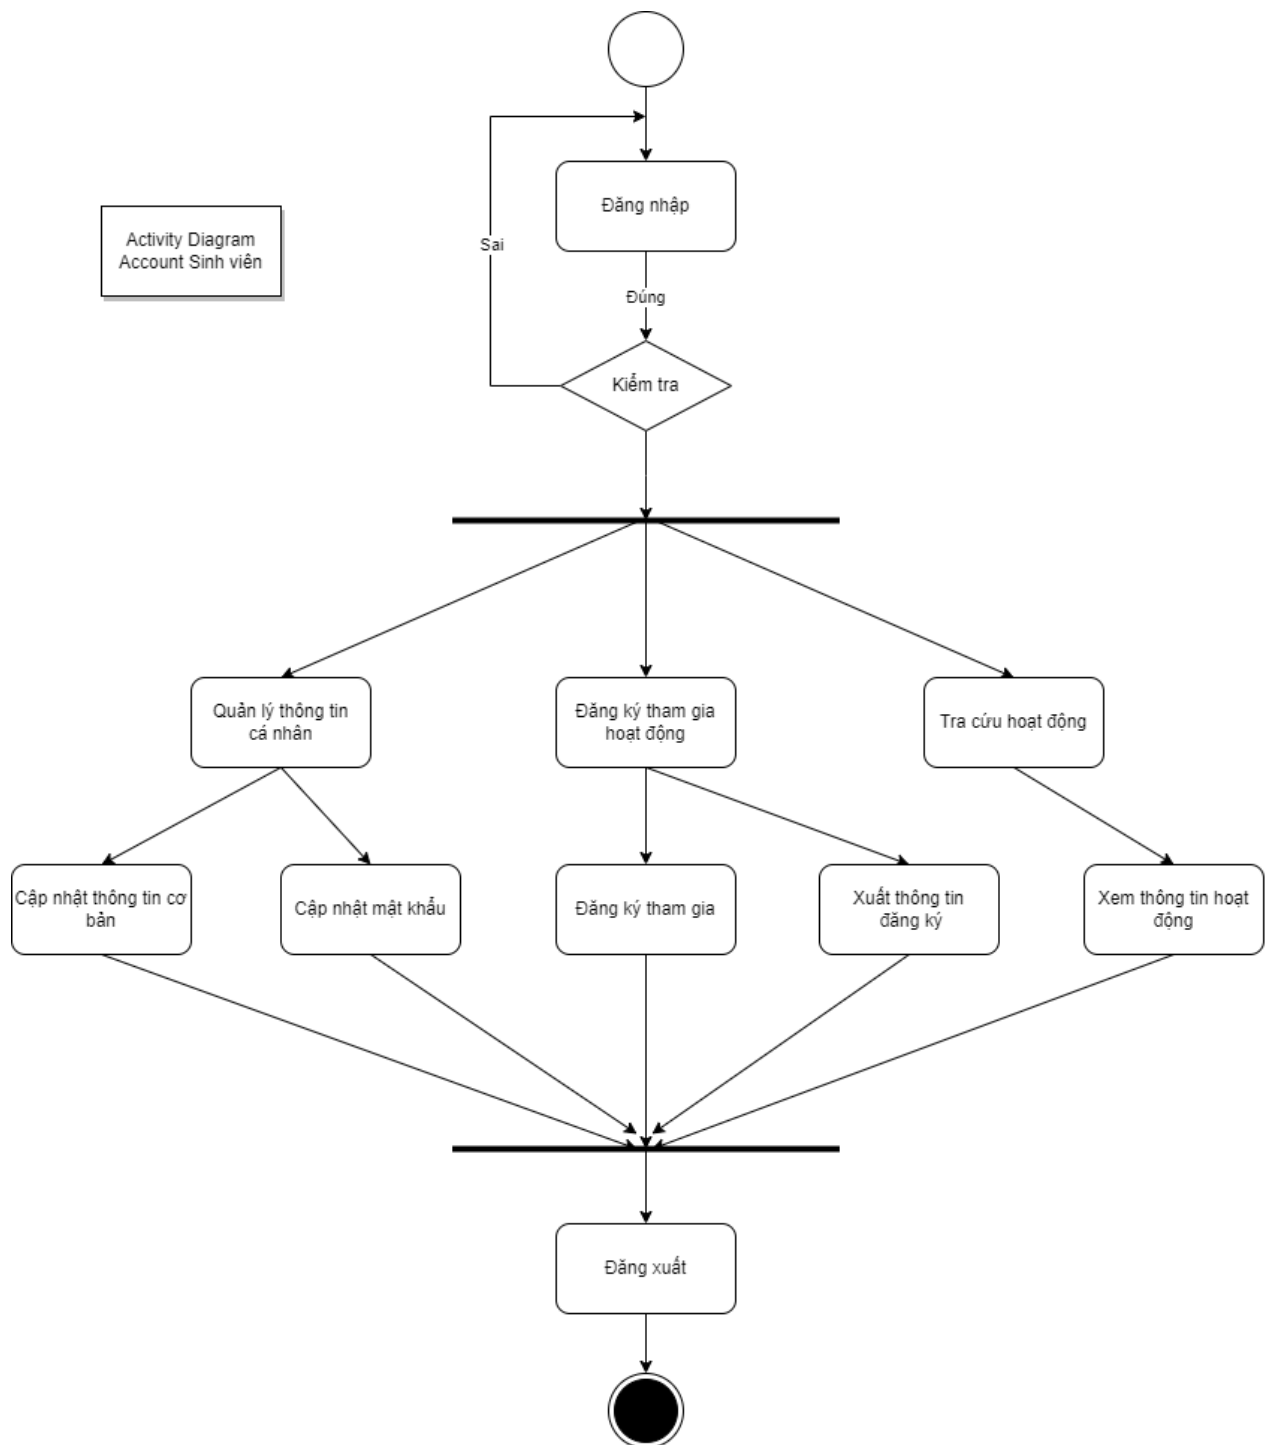 Đăng nhập
Activity Diagram
Account Sinh viên
Sai
Đúng
Kiểm tra
Quản lý thông tin
cá nhân
Đăng ký tham gia
hoạt động
Tra cứu hoạt động
Cập nhật thông tin cơ
bản
Cập nhật mật khẩu
Đăng ký tham gia
Xuất thông tin
đăng ký
Xem thông tin hoạt
động
Đăng xuất